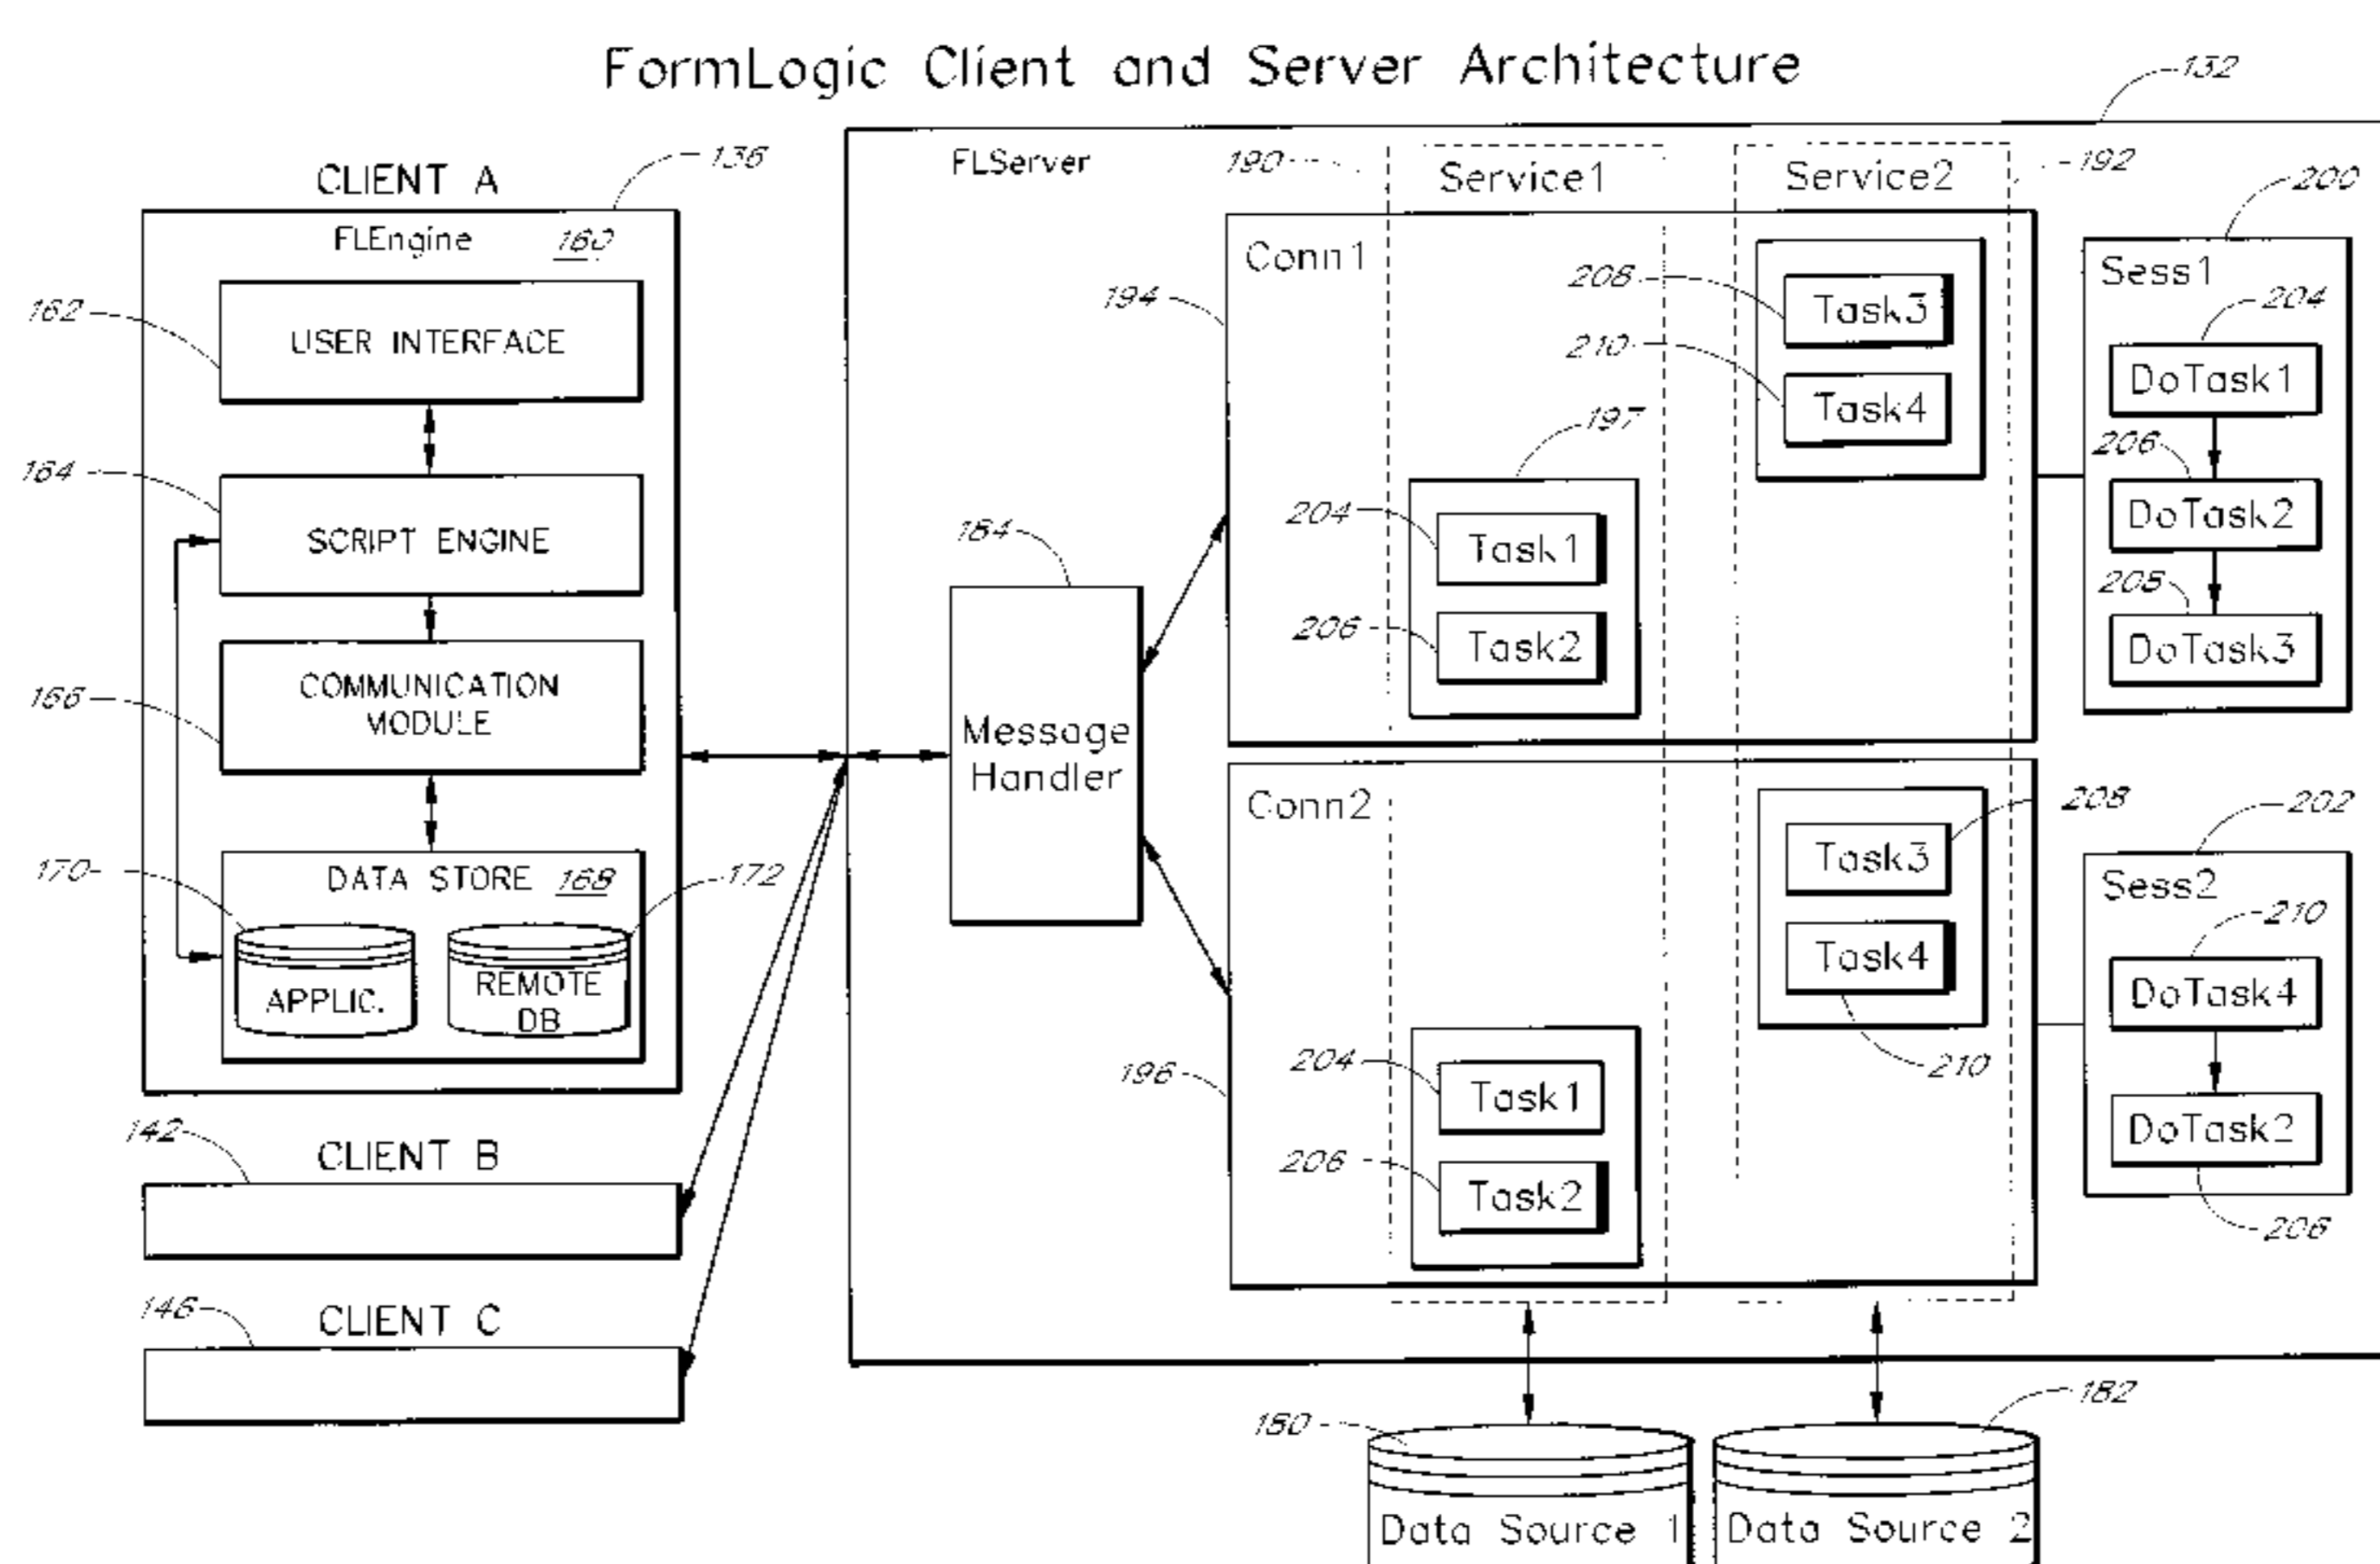 FormLogic Client and Server Architecture
132
CLIENT A
136
FLEngine 160
162
USER INTERFACE
164
SCRIPT ENGINE
166
COMMUNICATION
MODULE
170
DATA STORE 168
172
APPLIC.
REMOTE
DB
142
CLIENT B
146
CLIENT C
FLServer
184
Message
Handler
190
Service1
Service2
192
194
Conn1
208
Task3
210
Task4
197
204
Task1
206
Task2
200
Sess1
204
DoTask1
206
DoTask2
208
DoTask3
196
Conn2
208
Task3
Task4
210
204
Task1
206
Task2
202
Sess2
210
DoTask4
DoTask2
206
180
182
Data Source 1
Data Source 2